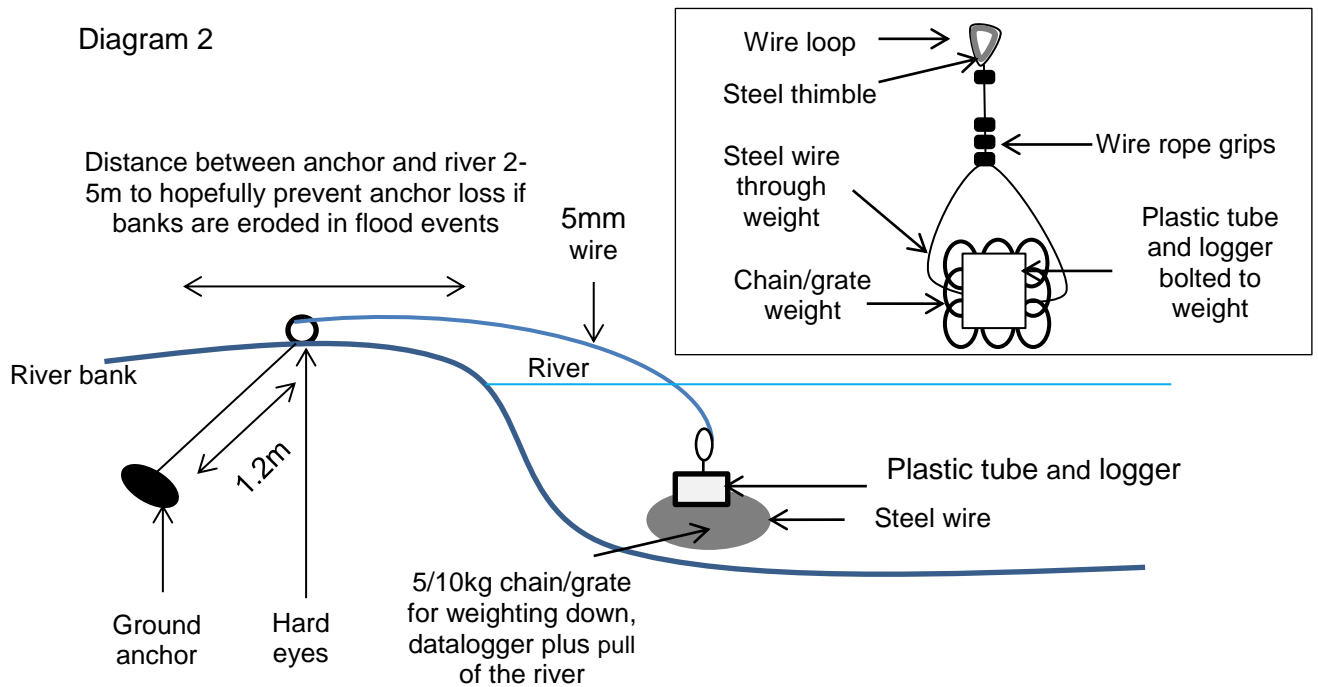 Diagram 2
Distance between anchor and river 2-
5m to hopefully prevent anchor loss if
banks are eroded in flood events
5mm
wire
River bank
River
1.2m
Plastic tube and logger
Steel wire
5/10kg chain/grate
for weighting down,
datalogger plus pull
of the river
Ground
anchor
Hard
eyes
Wire loop
Steel thimble
Wire rope grips
Steel wire
through
weight
Plastic tube
and logger
bolted to
weight
Chain/grate
weight